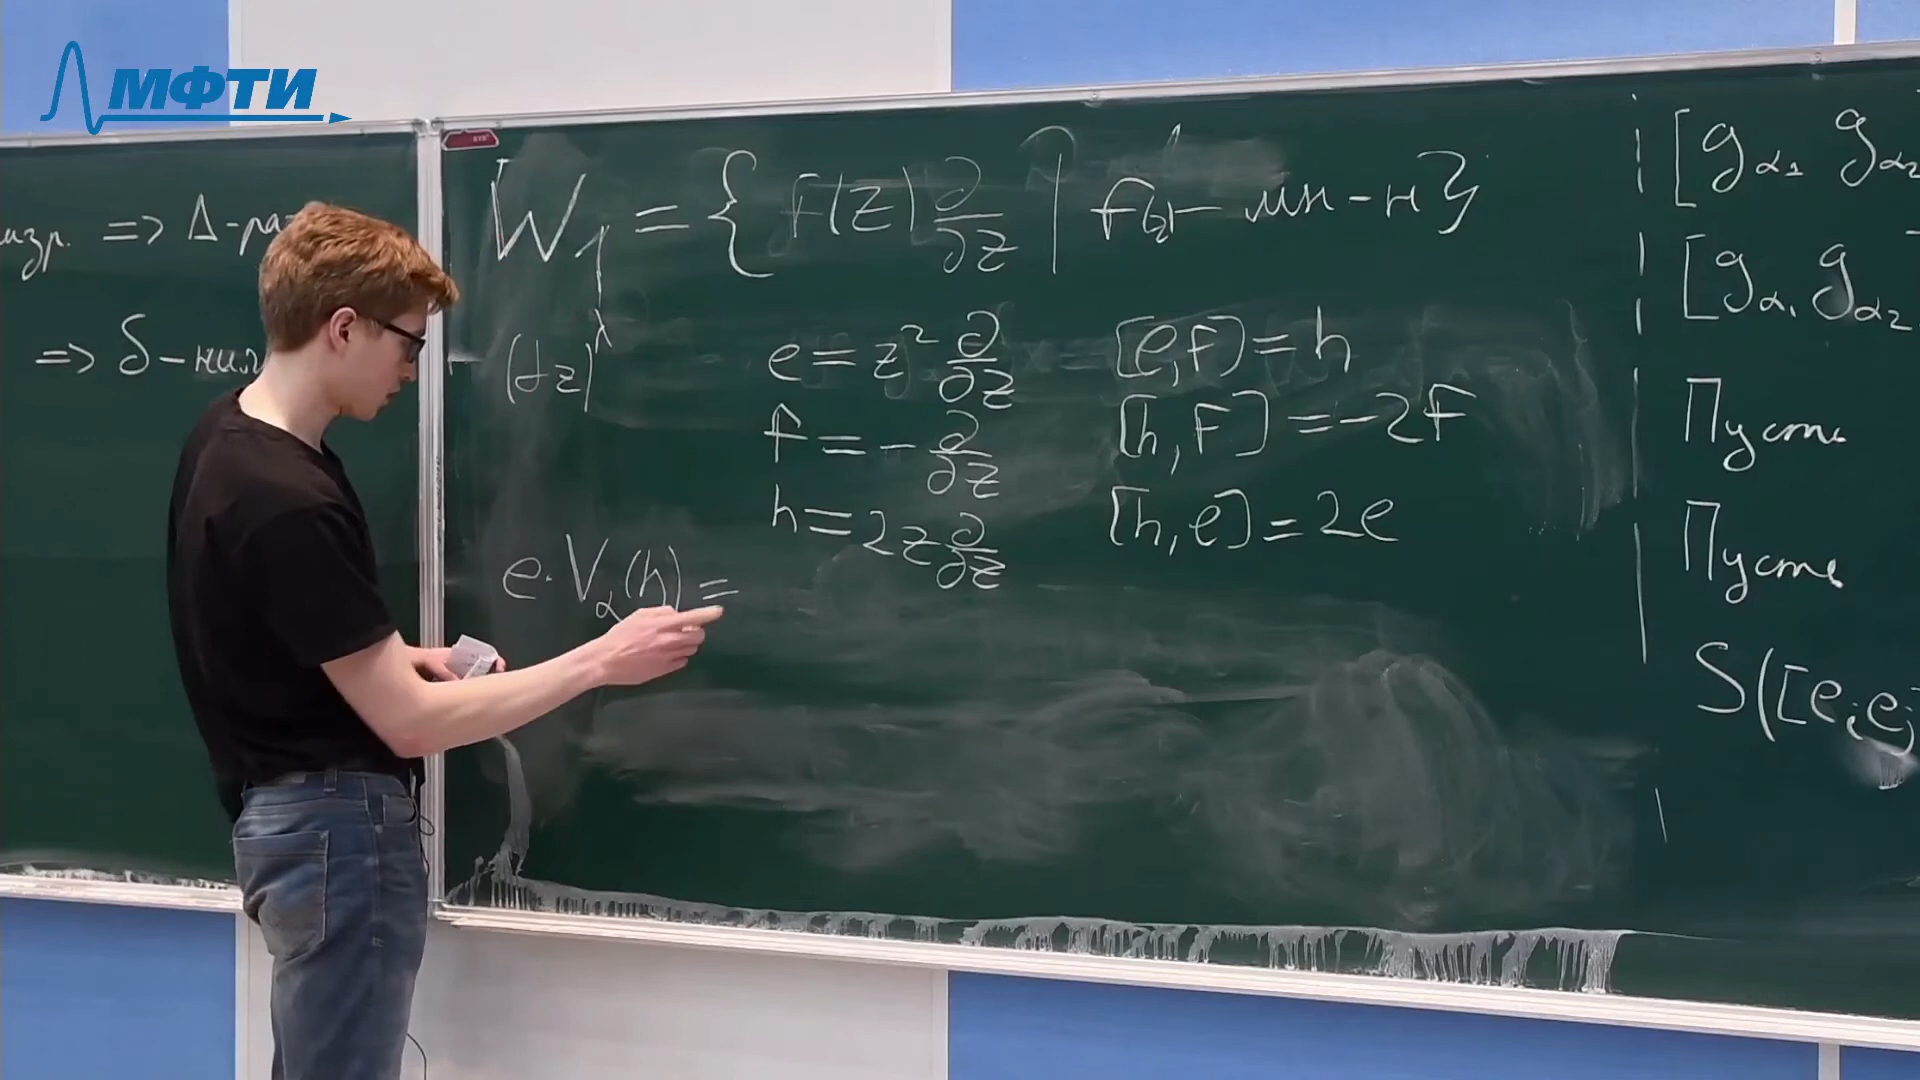 МФТИ
изр. => Δ-ра
=> δ-нил
W₁ = { f(z) ∂/∂z | f(z) - мн-н }
(dz)^λ
e = z² ∂/∂z
[e,f] = h
f = - ∂/∂z
[h,f] = -2f
h = 2z ∂/∂z
[h,e] = 2e
e·V_α(h) =
[g_α₁ g_α₂
[g_α₁ g_α₂
Пусть
Пусть
S([e_i e_j]